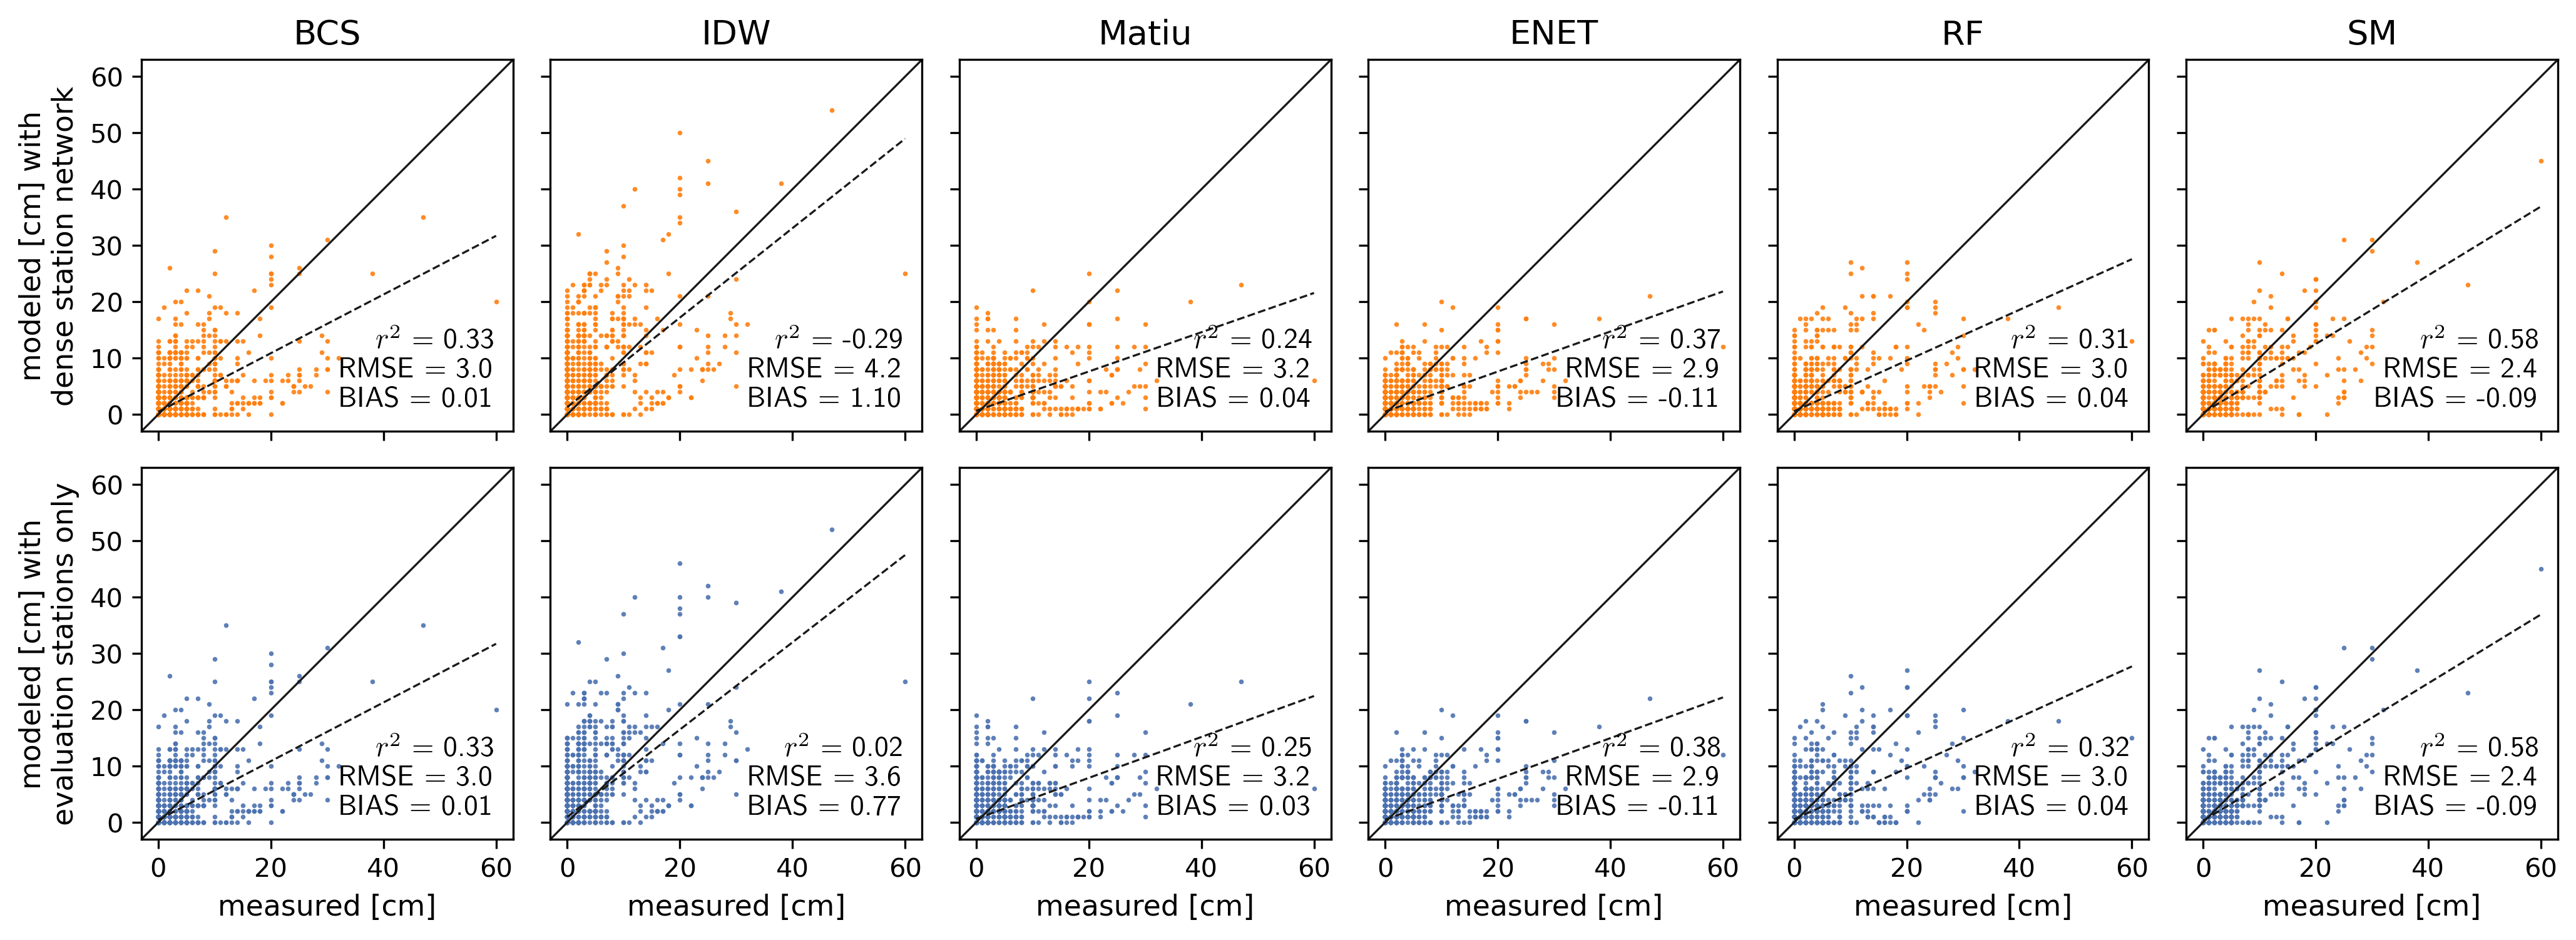 BCS IDW Matiu ENET RF SM
modeled [cm] with
dense station network
60
50
40
30
20
10
0
r² = 0.33
RMSE = 3.0
BIAS = 0.01
r² = -0.29
RMSE = 4.2
BIAS = 1.10
r² = 0.24
RMSE = 3.2
BIAS = 0.04
r² = 0.37
RMSE = 2.9
BIAS = -0.11
r² = 0.31
RMSE = 3.0
BIAS = 0.04
r² = 0.58
RMSE = 2.4
BIAS = -0.09
modeled [cm] with
evaluation stations only
60
50
40
30
20
10
0
r² = 0.33
RMSE = 3.0
BIAS = 0.01
r² = 0.02
RMSE = 3.6
BIAS = 0.77
r² = 0.25
RMSE = 3.2
BIAS = 0.03
r² = 0.38
RMSE = 2.9
BIAS = -0.11
r² = 0.32
RMSE = 3.0
BIAS = 0.04
r² = 0.58
RMSE = 2.4
BIAS = -0.09
0 20 40 60 0 20 40 60 0 20 40 60 0 20 40 60 0 20 40 60 0 20 40 60
measured [cm] measured [cm] measured [cm] measured [cm] measured [cm] measured [cm]